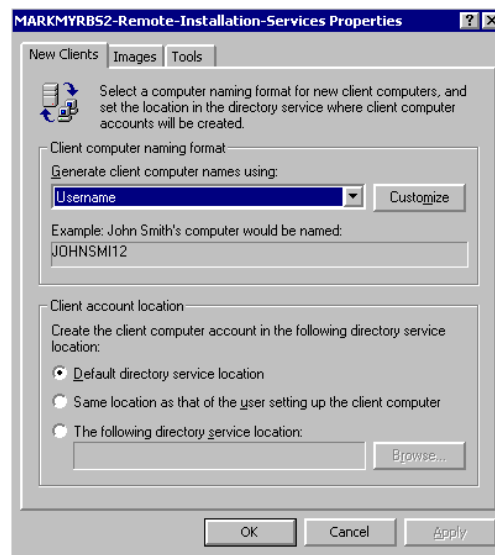 MARKMYRBS2-Remote-Installation-Services Properties
New Clients
Images
Tools
Select a computer naming format for new client computers, and
set the location in the directory service where client computer
accounts will be created.
Client computer naming format
Generate client computer names using:
Username
Customize
Example: John Smith's computer would be named:
JOHNSMI12
Client account location
Create the client computer account in the following directory service
location:
Default directory service location
Same location as that of the user setting up the client computer
The following directory service location:
Browse...
OK
Cancel
Apply